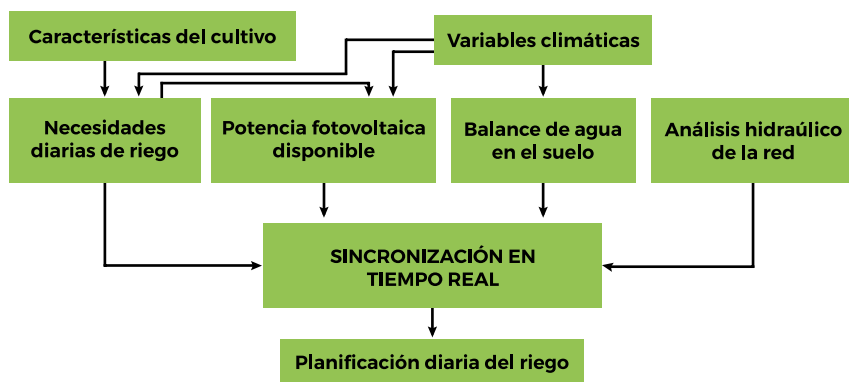 Características del cultivo
Variables climáticas
Necesidades
diarias de riego
Potencia fotovoltaica
disponible
Balance de agua
en el suelo
Análisis hidraúlico
de la red
SINCRONIZACIÓN EN
TIEMPO REAL
Planificación diaria del riego